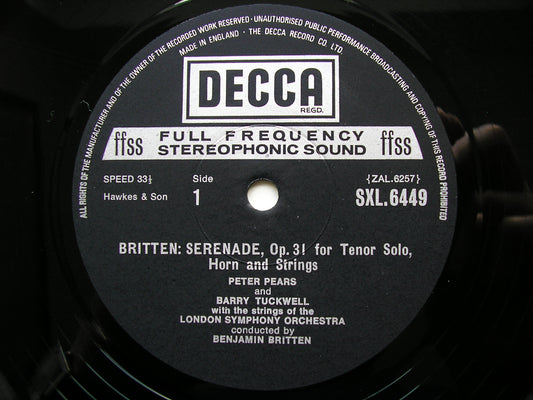 ALL RIGHTS OF THE MANUFACTURER AND OF THE OWNER OF THE RECORDED WORK RESERVED · UNAUTHORISED PUBLIC PERFORMANCE BROADCASTING AND COPYING OF THIS RECORD PROHIBITED
MADE IN ENGLAND · THE DECCA RECORD CO. LTD.
DECCA
REGD.
ffss FULL FREQUENCY ffss
STEREOPHONIC SOUND
SPEED 33⅓ Side {ZAL.6257}
Hawkes & Son 1 SXL.6449
BRITTEN: SERENADE, Op.31 for Tenor Solo,
Horn and Strings
PETER PEARS
and
BARRY TUCKWELL
with the strings of the
LONDON SYMPHONY ORCHESTRA
conducted by
BENJAMIN BRITTEN